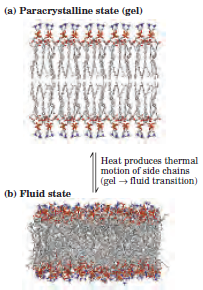 (a) Paracrystalline state (gel)
Heat produces thermal
motion of side chains
(gel → fluid transition)
(b) Fluid state